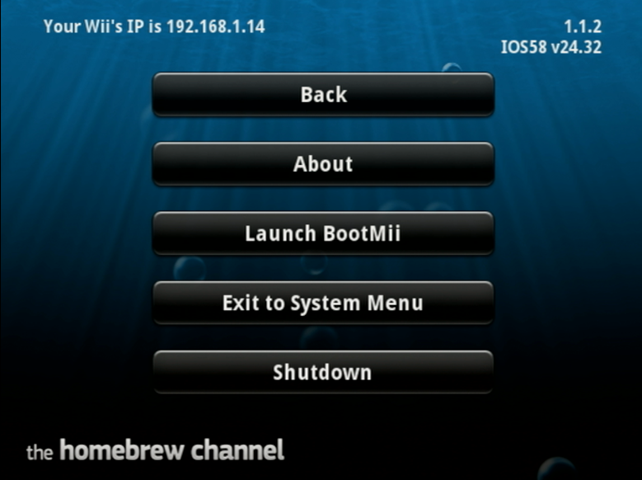 Your Wii's IP is 192.168.1.14
1.1.2
IOS58 v24.32
Back
About
Launch BootMii
Exit to System Menu
Shutdown
the homebrew channel